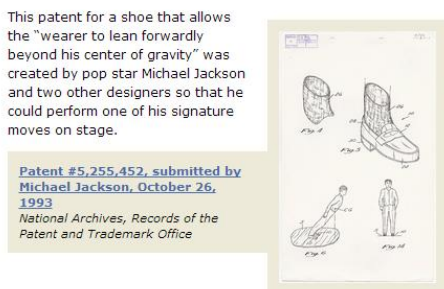 This patent for a shoe that allows
the “wearer to lean forwardly
beyond his center of gravity” was
created by pop star Michael Jackson
and two other designers so that he
could perform one of his signature
moves on stage.
Patent #5,255,452, submitted by
Michael Jackson, October 26,
1993
National Archives, Records of the
Patent and Trademark Office